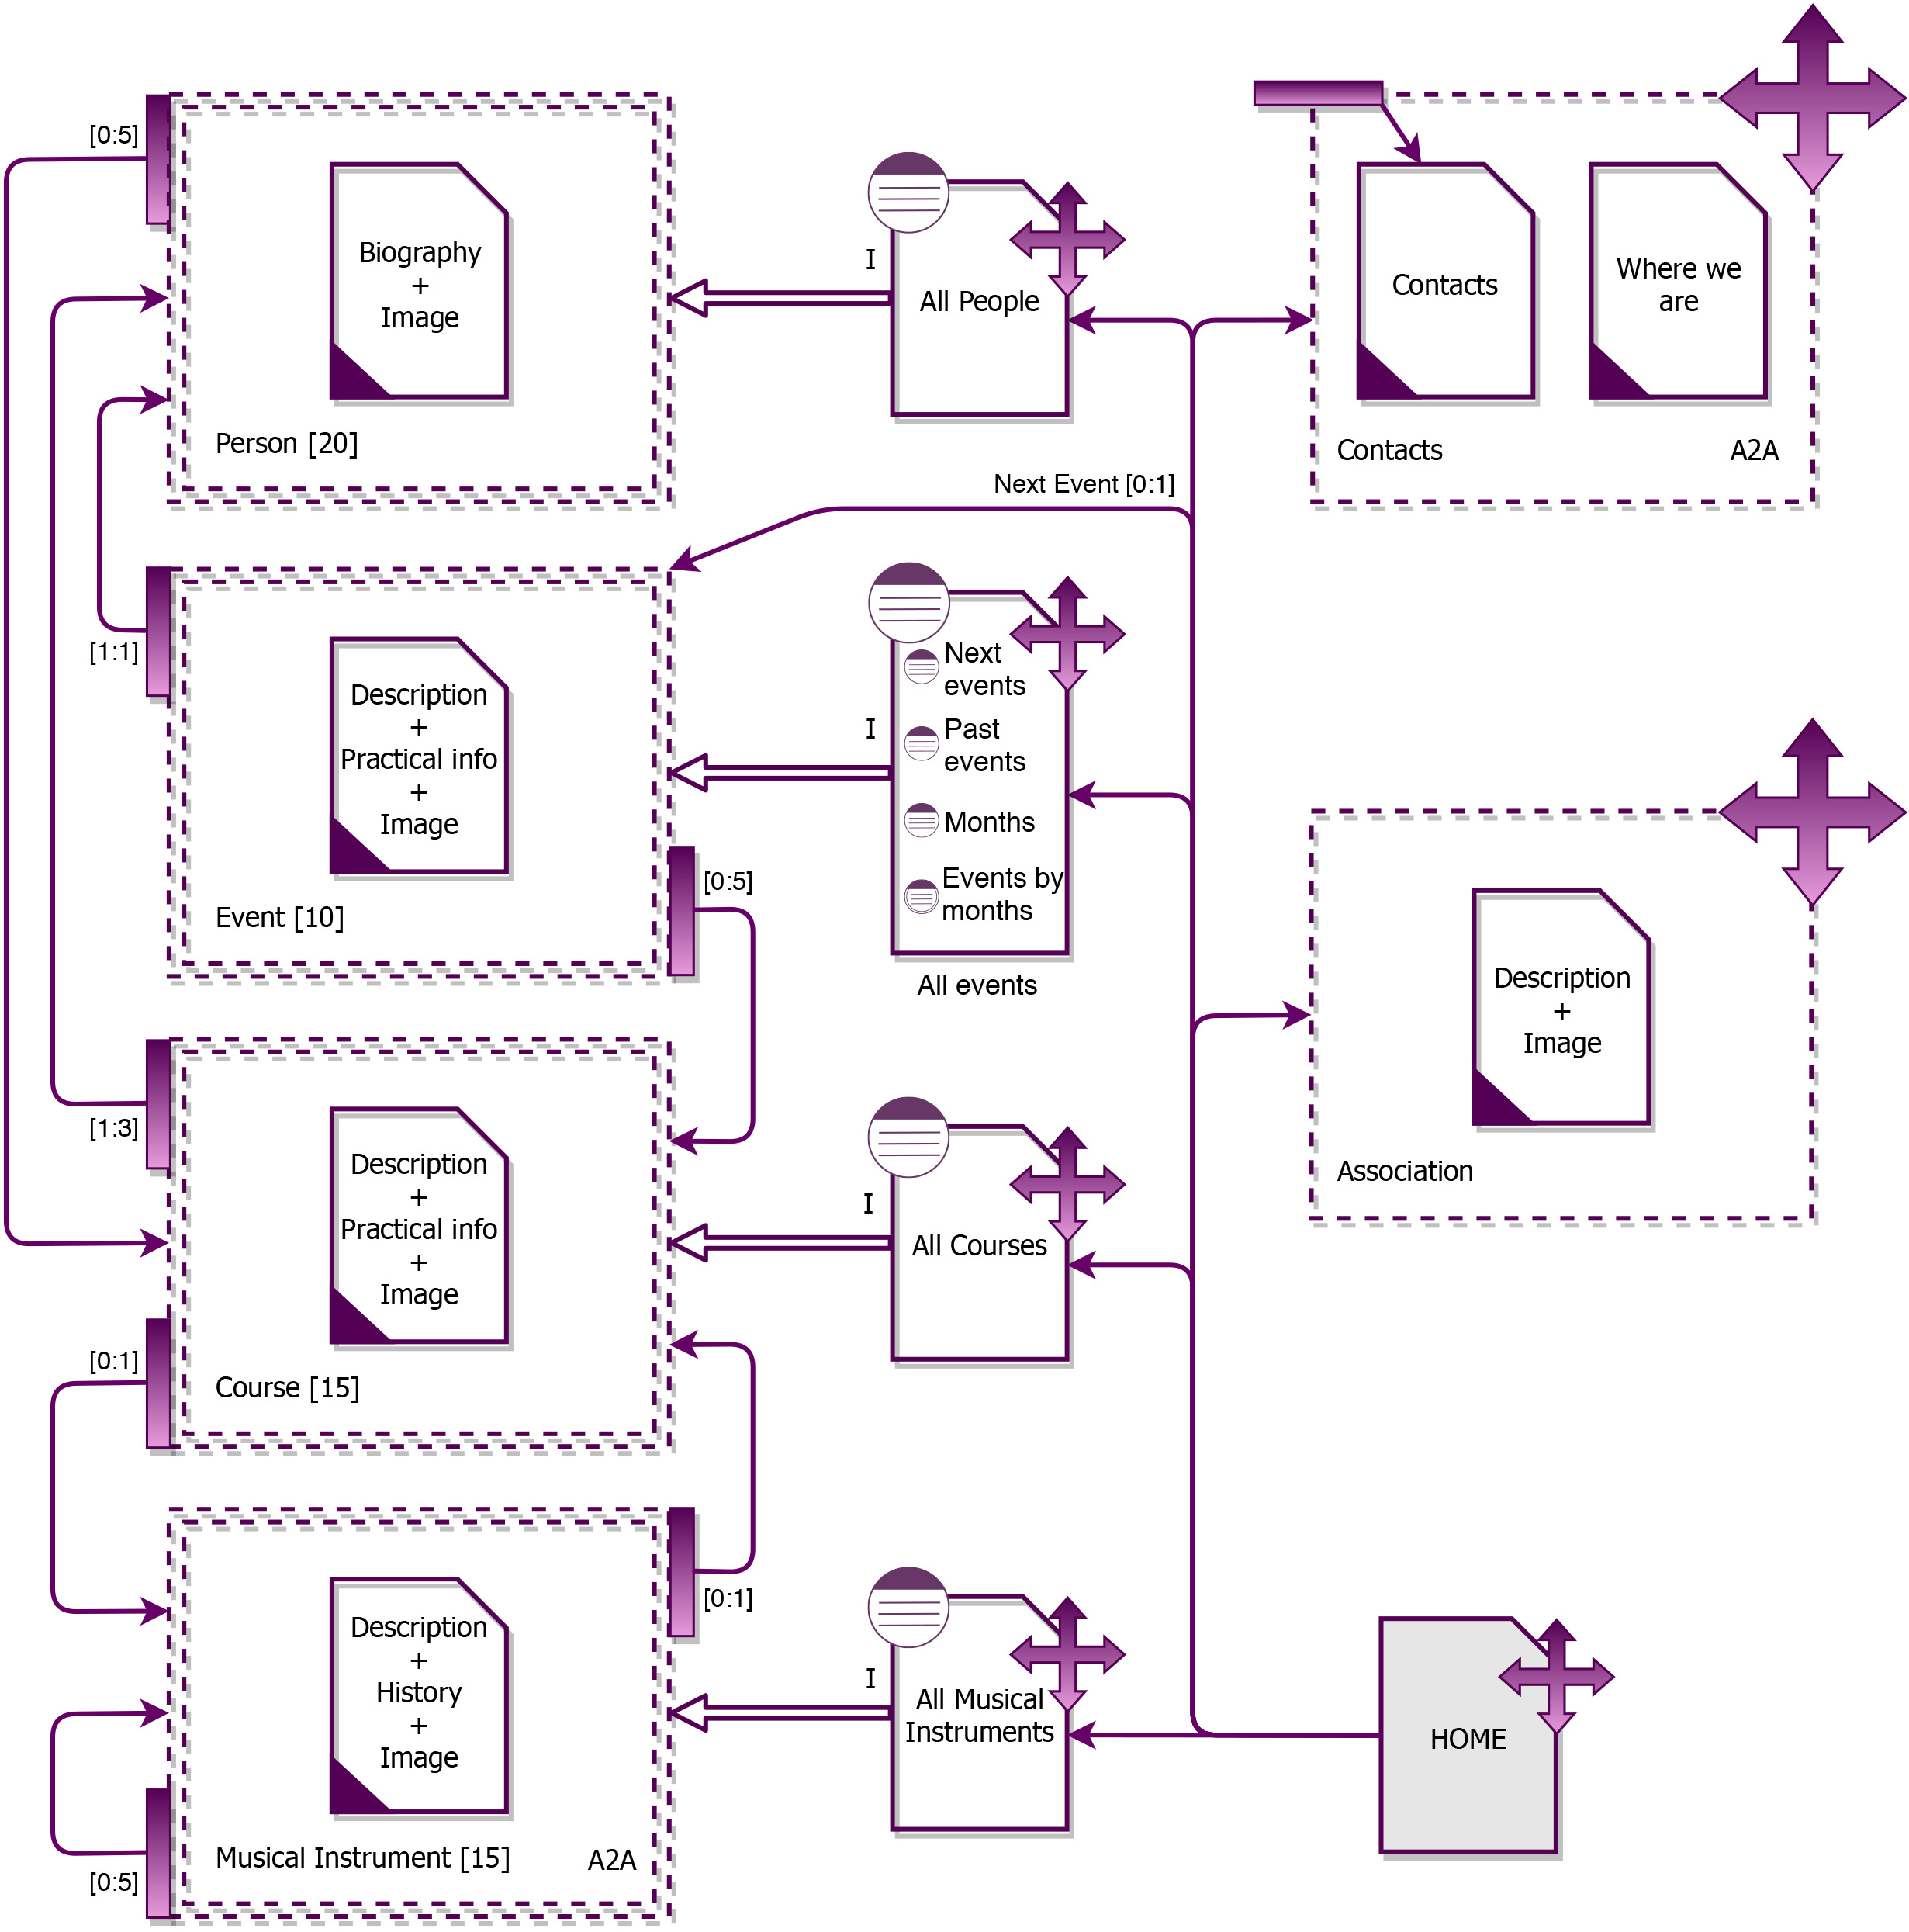 [0:5]
Biography
+
Image
Person [20]
I
All People
Contacts
Where we
are
Contacts
A2A
Next Event [0:1]
[1:1]
Description
+
Practical info
+
Image
Event [10]
[0:5]
I
Next
events
Past
events
Months
Events by
months
All events
Description
+
Image
Association
[1:3]
Description
+
Practical info
+
Image
Course [15]
[0:1]
I
All Courses
Description
+
History
+
Image
Musical Instrument [15]
A2A
[0:5]
[0:1]
I
All Musical
Instruments
HOME